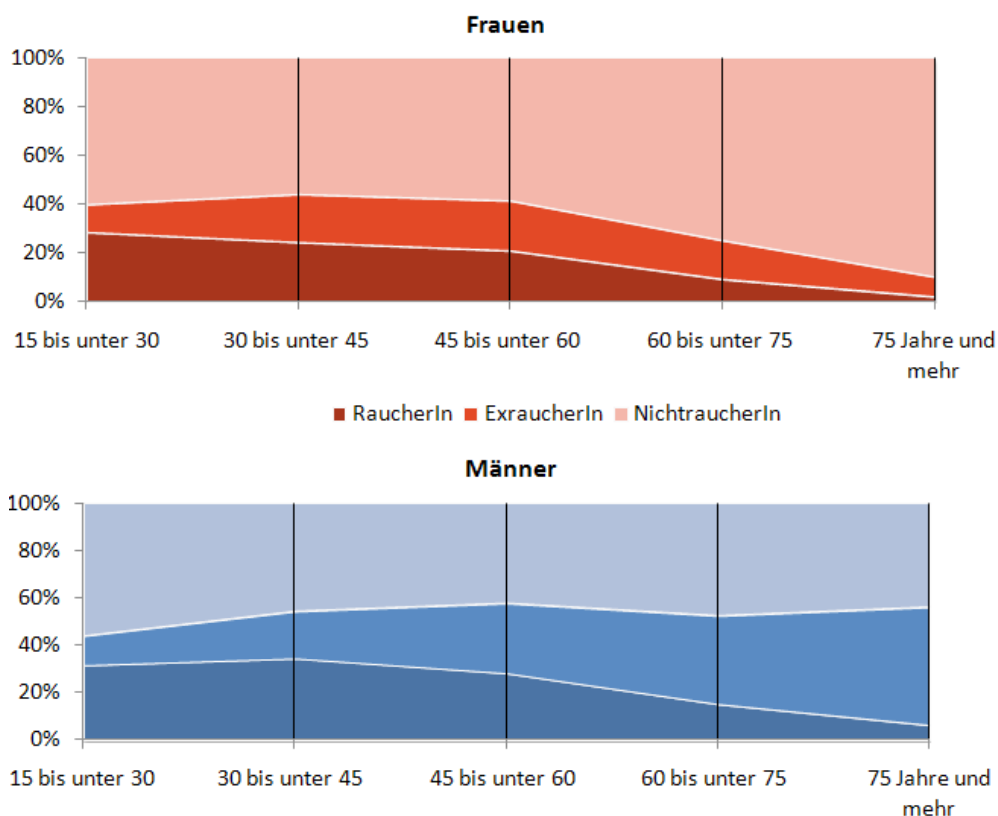 Frauen
100%
80%
60%
40%
20%
0%
15 bis unter 30 30 bis unter 45 45 bis unter 60 60 bis unter 75 75 Jahre und
mehr
RaucherIn ExraucherIn NichtraucherIn
Männer
100%
80%
60%
40%
20%
0%
15 bis unter 30 30 bis unter 45 45 bis unter 60 60 bis unter 75 75 Jahre und
mehr